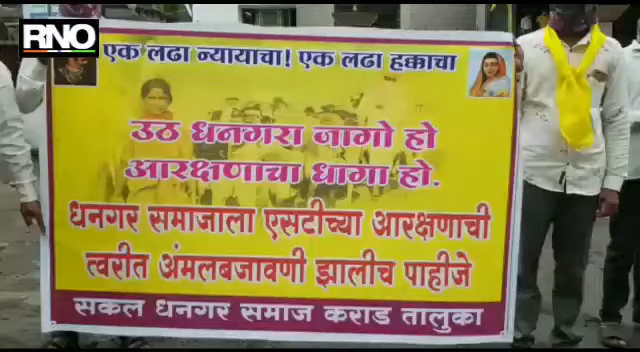 RNO
एक लढा न्यायाचा! एक लढा हक्काचा
उठ धनगरा जागो हो
आरक्षणाचा धागा हो.
धनगर समाजाला एसटीच्या आरक्षणाची
त्वरीत अंमलबजावणी झालीच पाहीजे
सकल धनगर समाज कराड तालुका